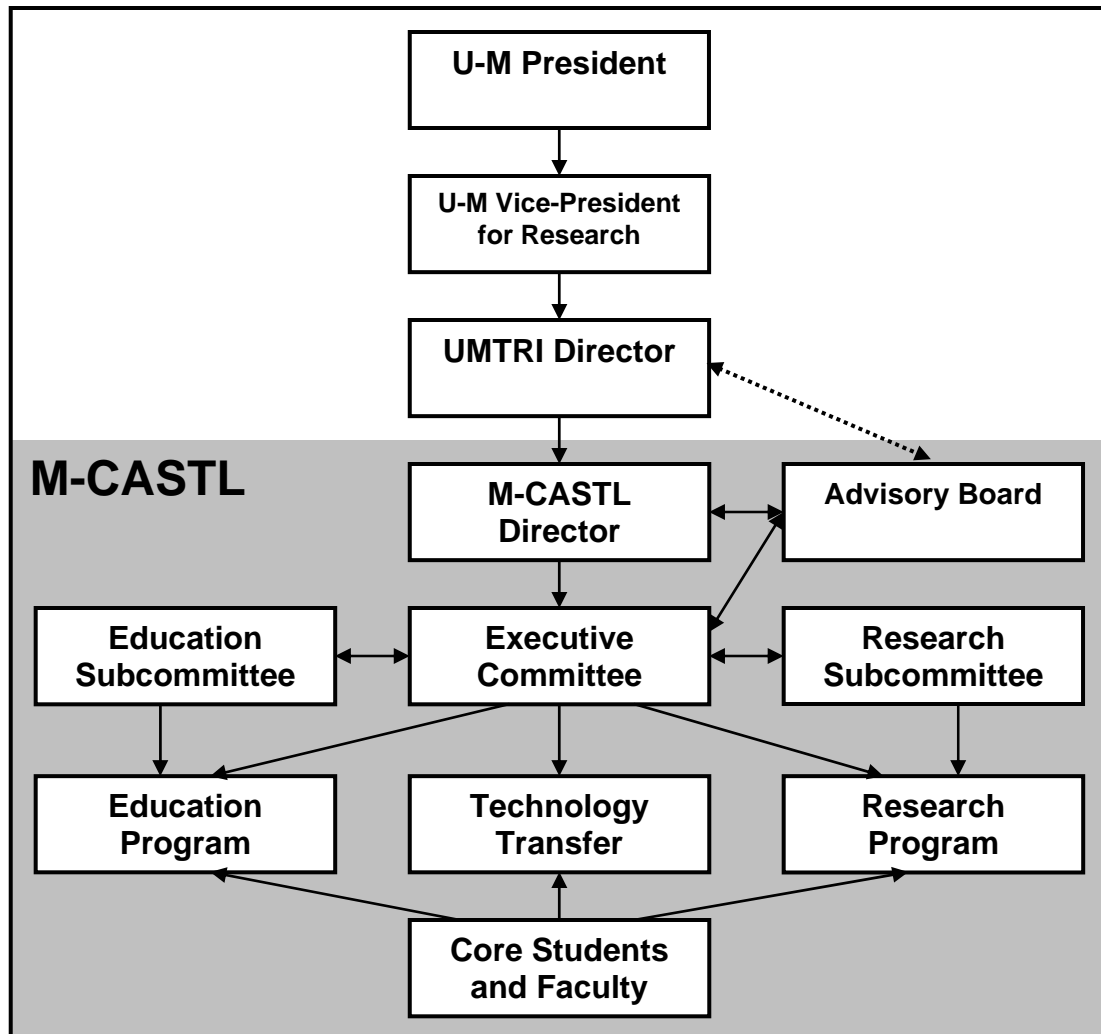 U-M President
U-M Vice-President
for Research
UMTRI Director
M-CASTL
M-CASTL
Director
Advisory Board
Education
Subcommittee
Executive
Committee
Research
Subcommittee
Education
Program
Technology
Transfer
Research
Program
Core Students
and Faculty